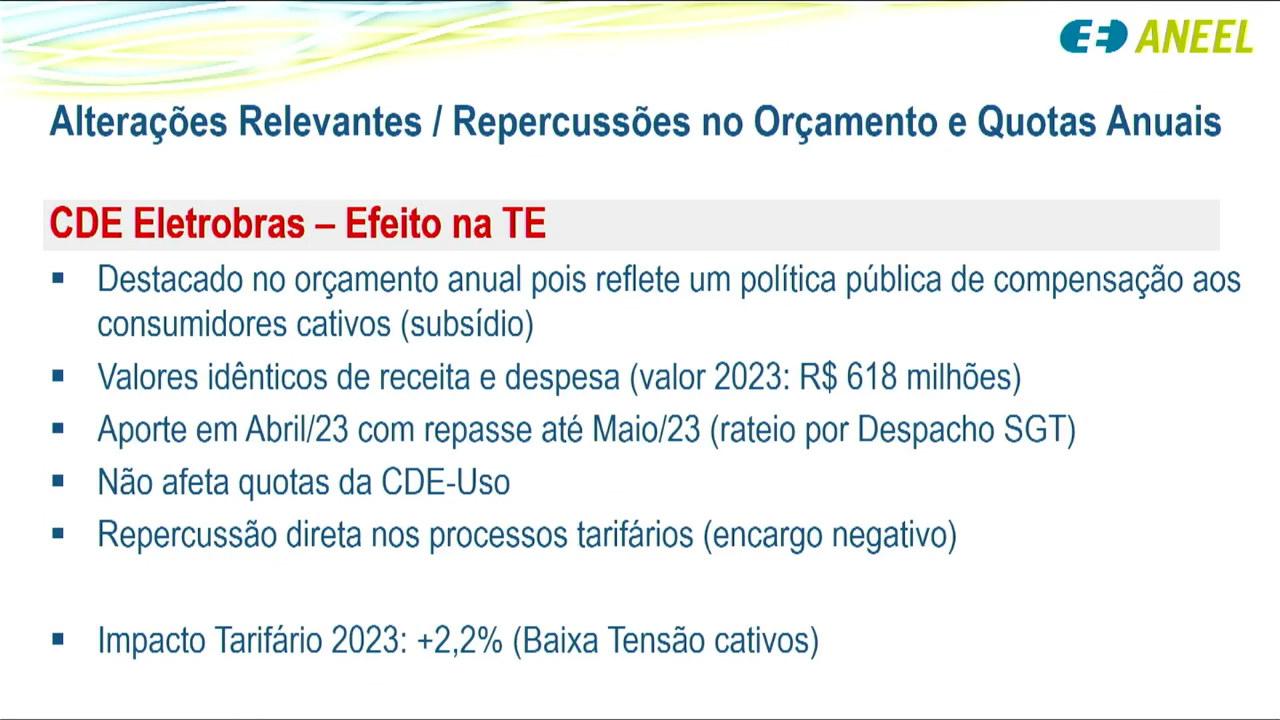 ANEEL
Alterações Relevantes / Repercussões no Orçamento e Quotas Anuais
CDE Eletrobras – Efeito na TE
▪ Destacado no orçamento anual pois reflete um política pública de compensação aos
consumidores cativos (subsídio)
▪ Valores idênticos de receita e despesa (valor 2023: R$ 618 milhões)
▪ Aporte em Abril/23 com repasse até Maio/23 (rateio por Despacho SGT)
▪ Não afeta quotas da CDE-Uso
▪ Repercussão direta nos processos tarifários (encargo negativo)
▪ Impacto Tarifário 2023: +2,2% (Baixa Tensão cativos)